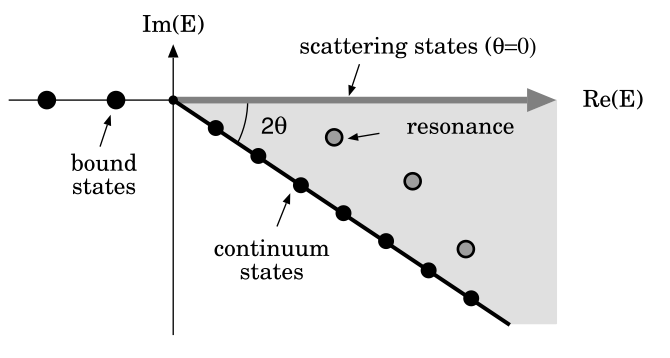 Im(E)
scattering states (θ=0)
Re(E)
2θ
resonance
bound
states
continuum
states